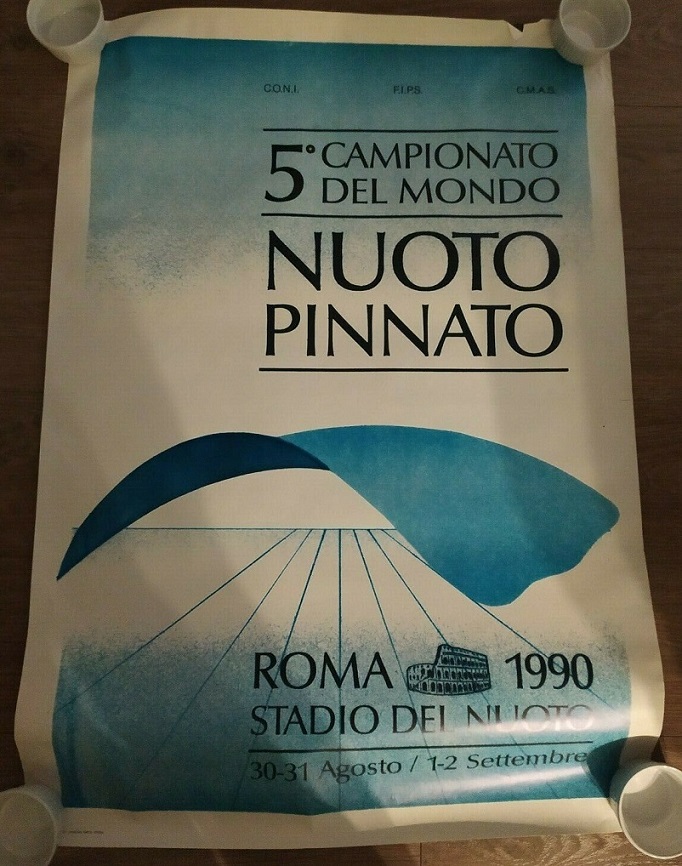 C.O.N.I. F.I.P.S. C.M.A.S.
5° CAMPIONATO
DEL MONDO
NUOTO
PINNATO
ROMA 1990
STADIO DEL NUOTO
30-31 Agosto / 1-2 Settembre